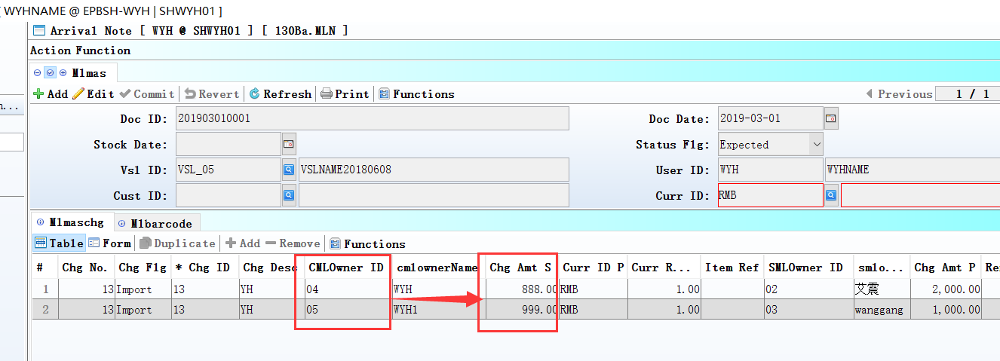 [ WYHNAME @ EPBSH-WYH | SHWYH01 ]
Arrival Note [ WYH @ SHWYH01 ] [ 130Ba.MLN ]
Action Function
Mlmas
Add Edit Commit Revert Refresh Print Functions Previous 1 / 1
n...
Doc ID: 201903010001 Doc Date: 2019-03-01
Stock Date: Status Flg: Expected
Vsl ID: VSL_05 VSLNAME20180608 User ID: WYH WYHNAME
Cust ID: Curr ID: RMB
Mlmaschg Mlbarcode
Table Form Duplicate Add Remove Functions
# Chg No. Chg Flg * Chg ID Chg Desc CMLOwner ID cmlownerName Chg Amt S Curr ID P Curr R... Item Ref SMLOwner ID smlo... Chg Amt P Re
1 13 Import 13 YH 04 WYH 888.00 RMB 1.00 02 艾震 2,000.00
2 13 Import 13 YH 05 WYH1 999.00 RMB 1.00 03 wanggang 1,000.00